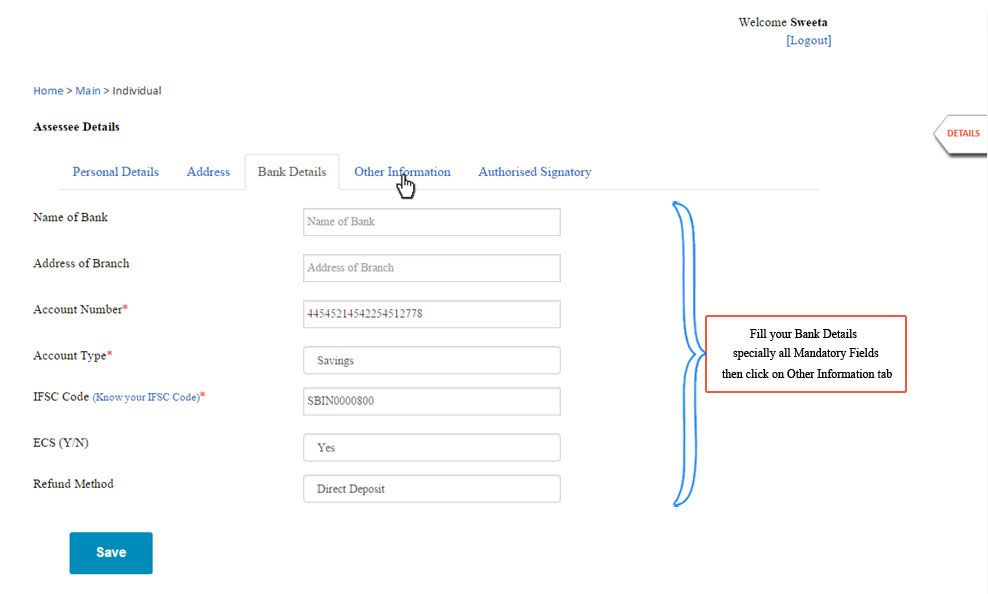 Welcome Sweeta
[Logout]
Home > Main > Individual
Assessee Details
DETAILS
Personal Details Address Bank Details Other Information Authorised Signatory
Name of Bank Name of Bank
Address of Branch Address of Branch
Account Number* 44545214542254512778
Account Type* Savings
IFSC Code (Know your IFSC Code)* SBIN0000800
ECS (Y/N) Yes
Refund Method Direct Deposit
Fill your Bank Details
specially all Mandatory Fields
then click on Other Information tab
Save